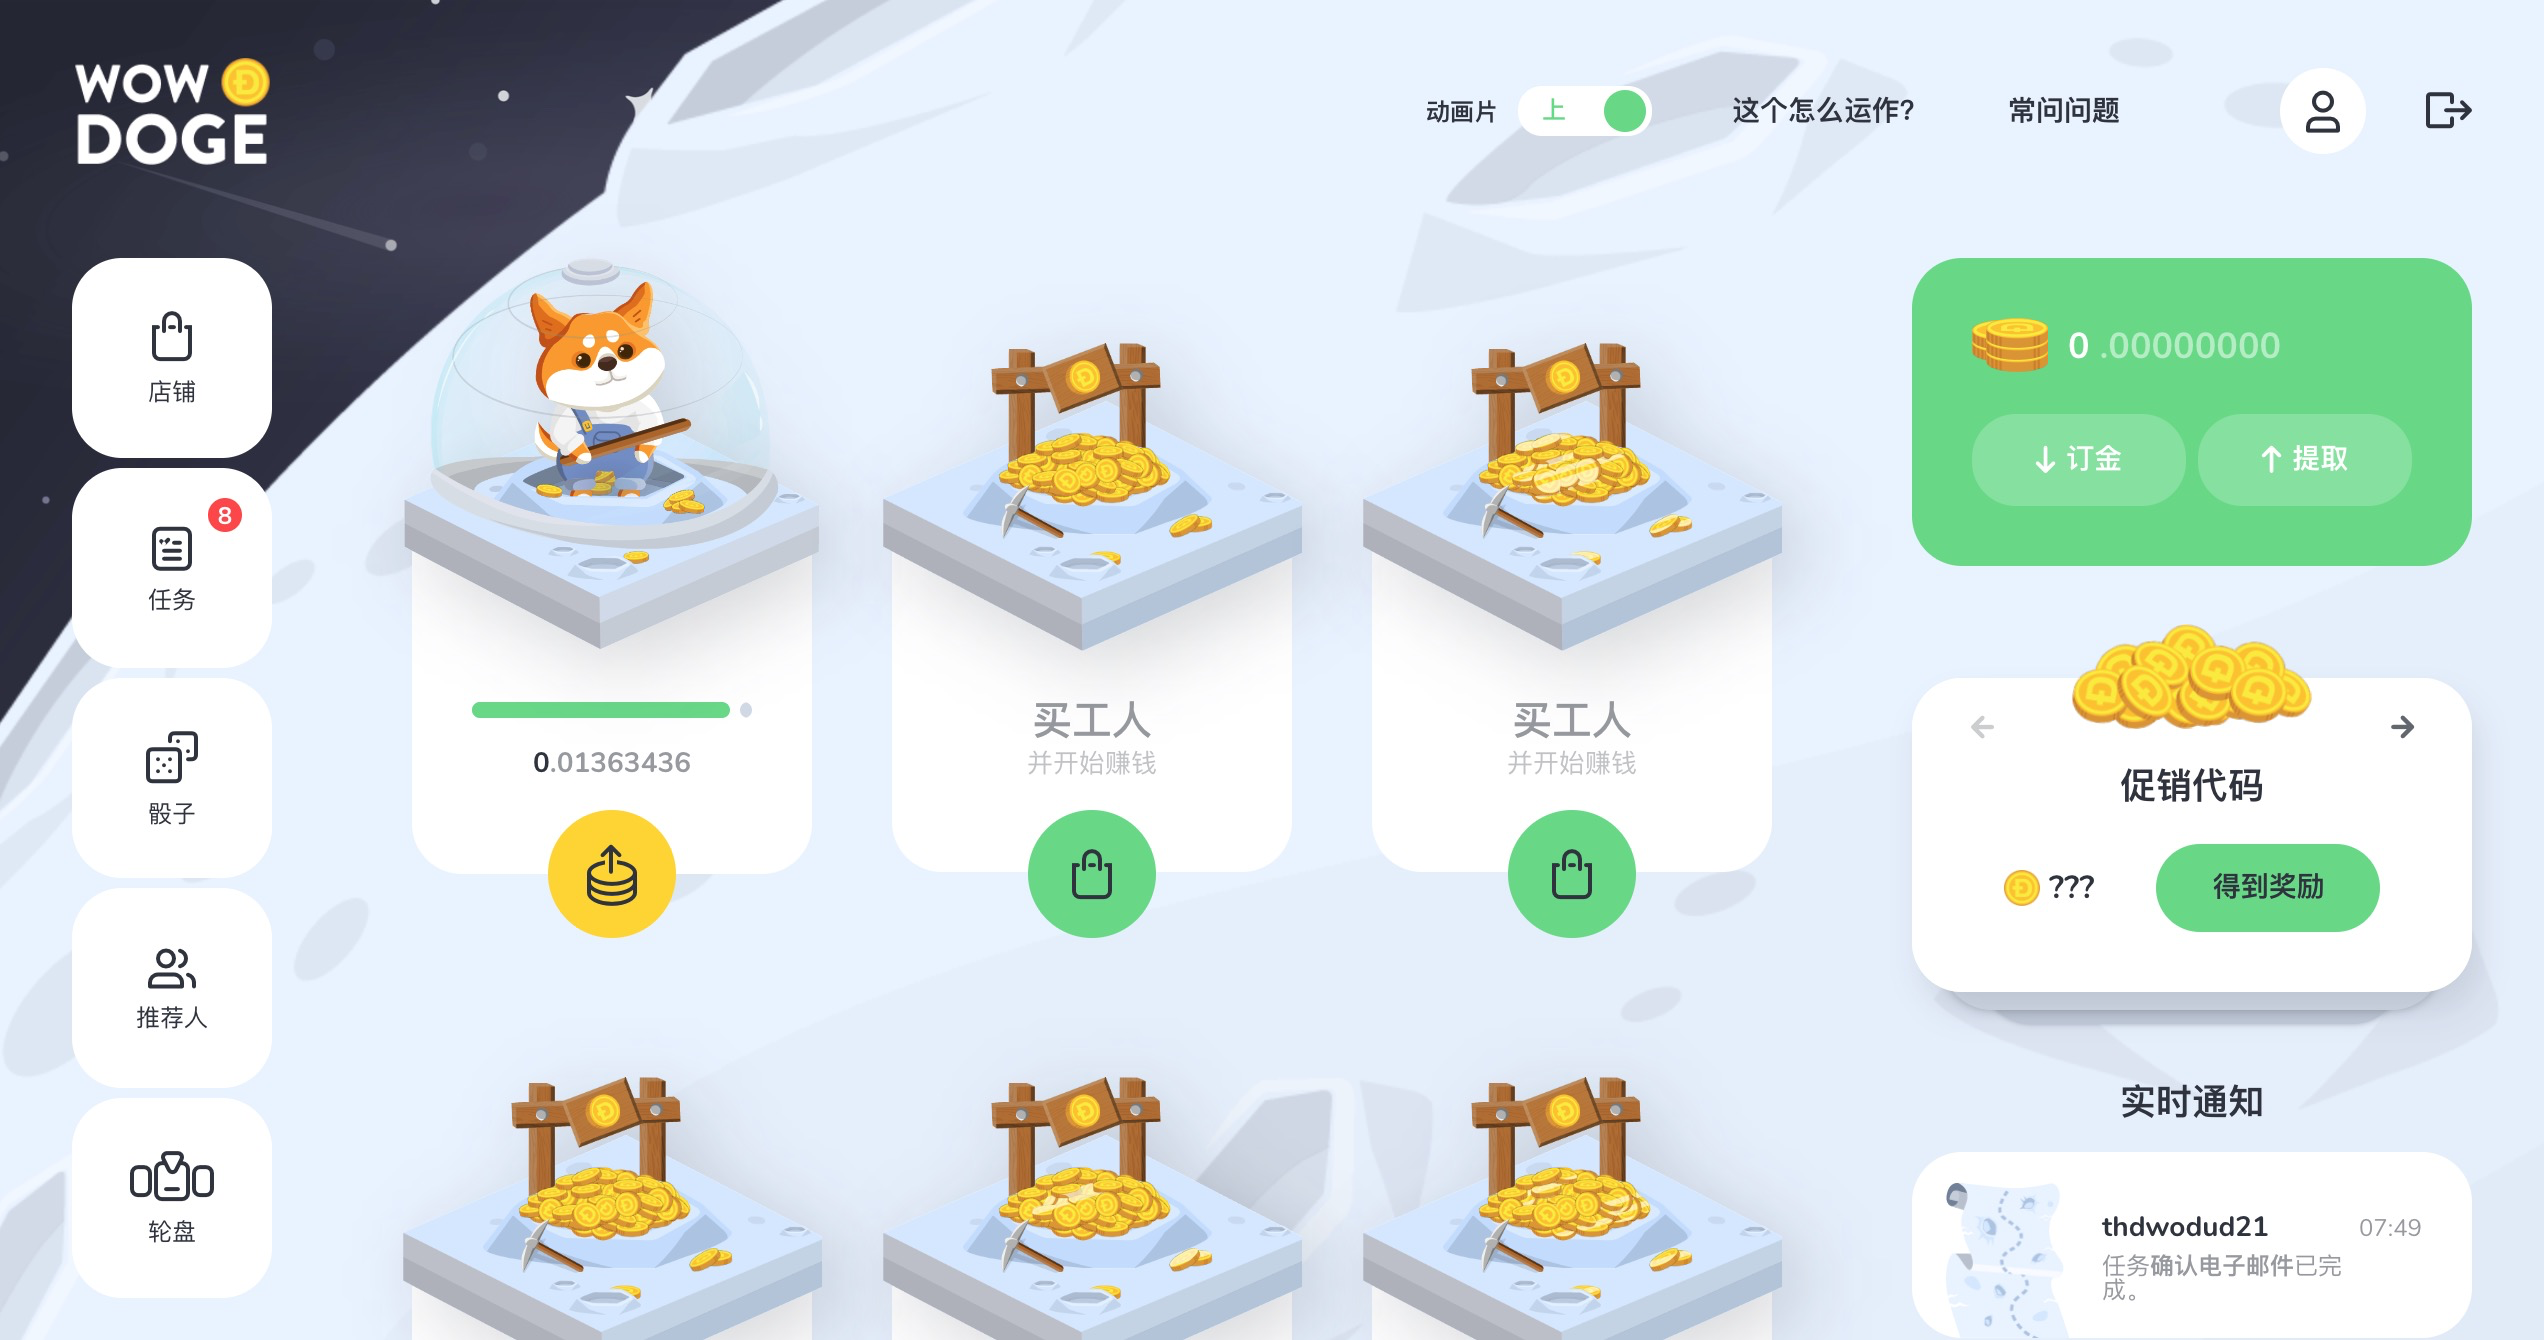 WOW
DOGE
动画片 上 这个怎么运作? 常问问题
店铺
8
任务
骰子
推荐人
轮盘
0.01363436
买工人
并开始赚钱
买工人
并开始赚钱
0 .00000000
订金 提取
促销代码
??? 得到奖励
实时通知
thdwodud21 07:49
任务确认电子邮件已完
成。